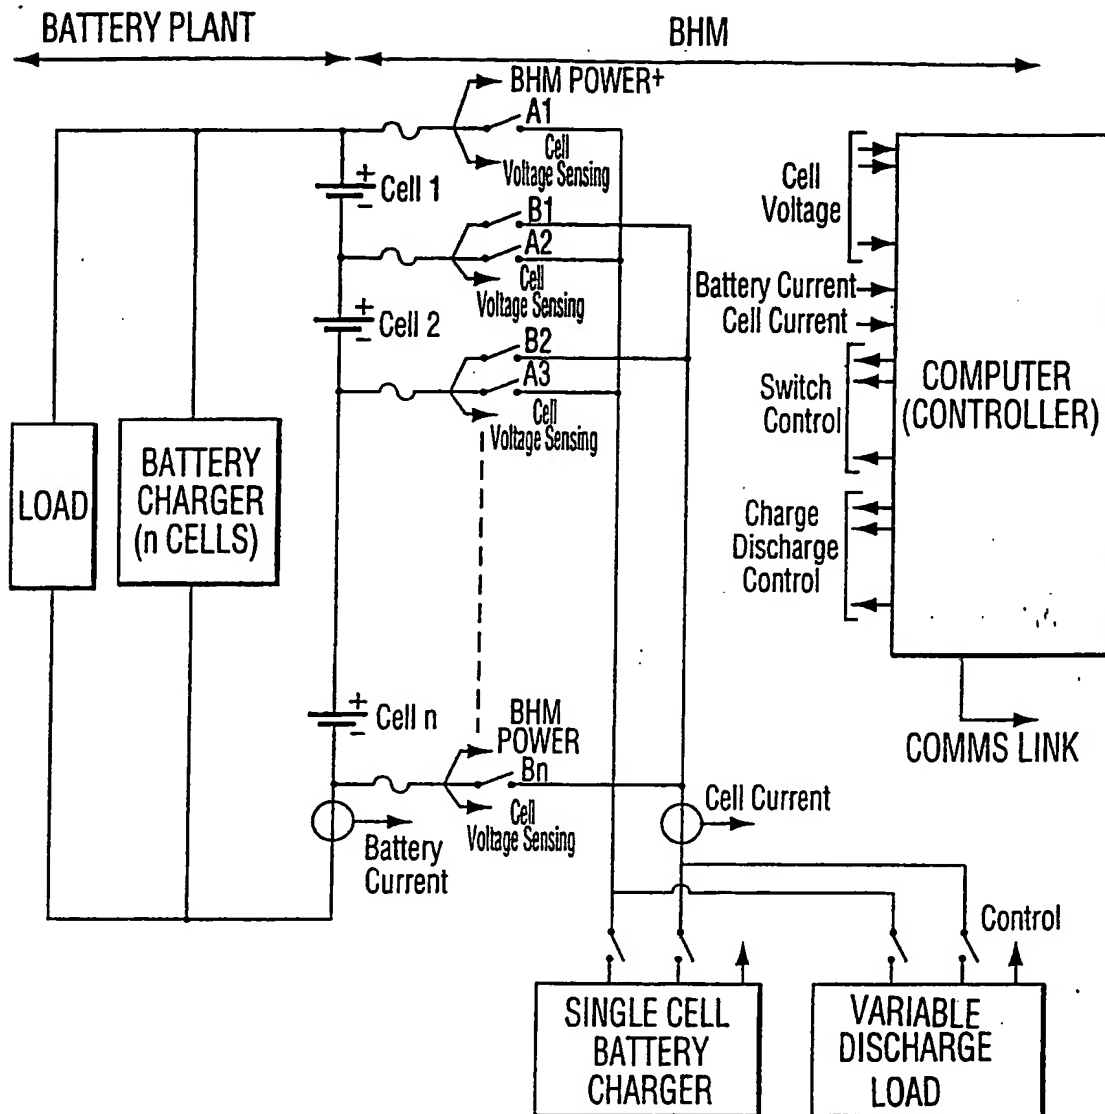 BATTERY PLANT
BHM
BHM POWER+
A1
Cell
Voltage Sensing
Cell 1
+
-
B1
A2
Cell
Voltage Sensing
Cell 2
+
-
B2
A3
Cell
Voltage Sensing
LOAD
BATTERY
CHARGER
(n CELLS)
Cell n
+
-
BHM
POWER
Bn
Cell
Voltage Sensing
Battery
Current
Cell Current
Cell
Voltage
Battery Current
Cell Current
Switch
Control
Charge
Discharge
Control
COMPUTER
(CONTROLLER)
COMMS LINK
Control
SINGLE CELL
BATTERY
CHARGER
VARIABLE
DISCHARGE
LOAD